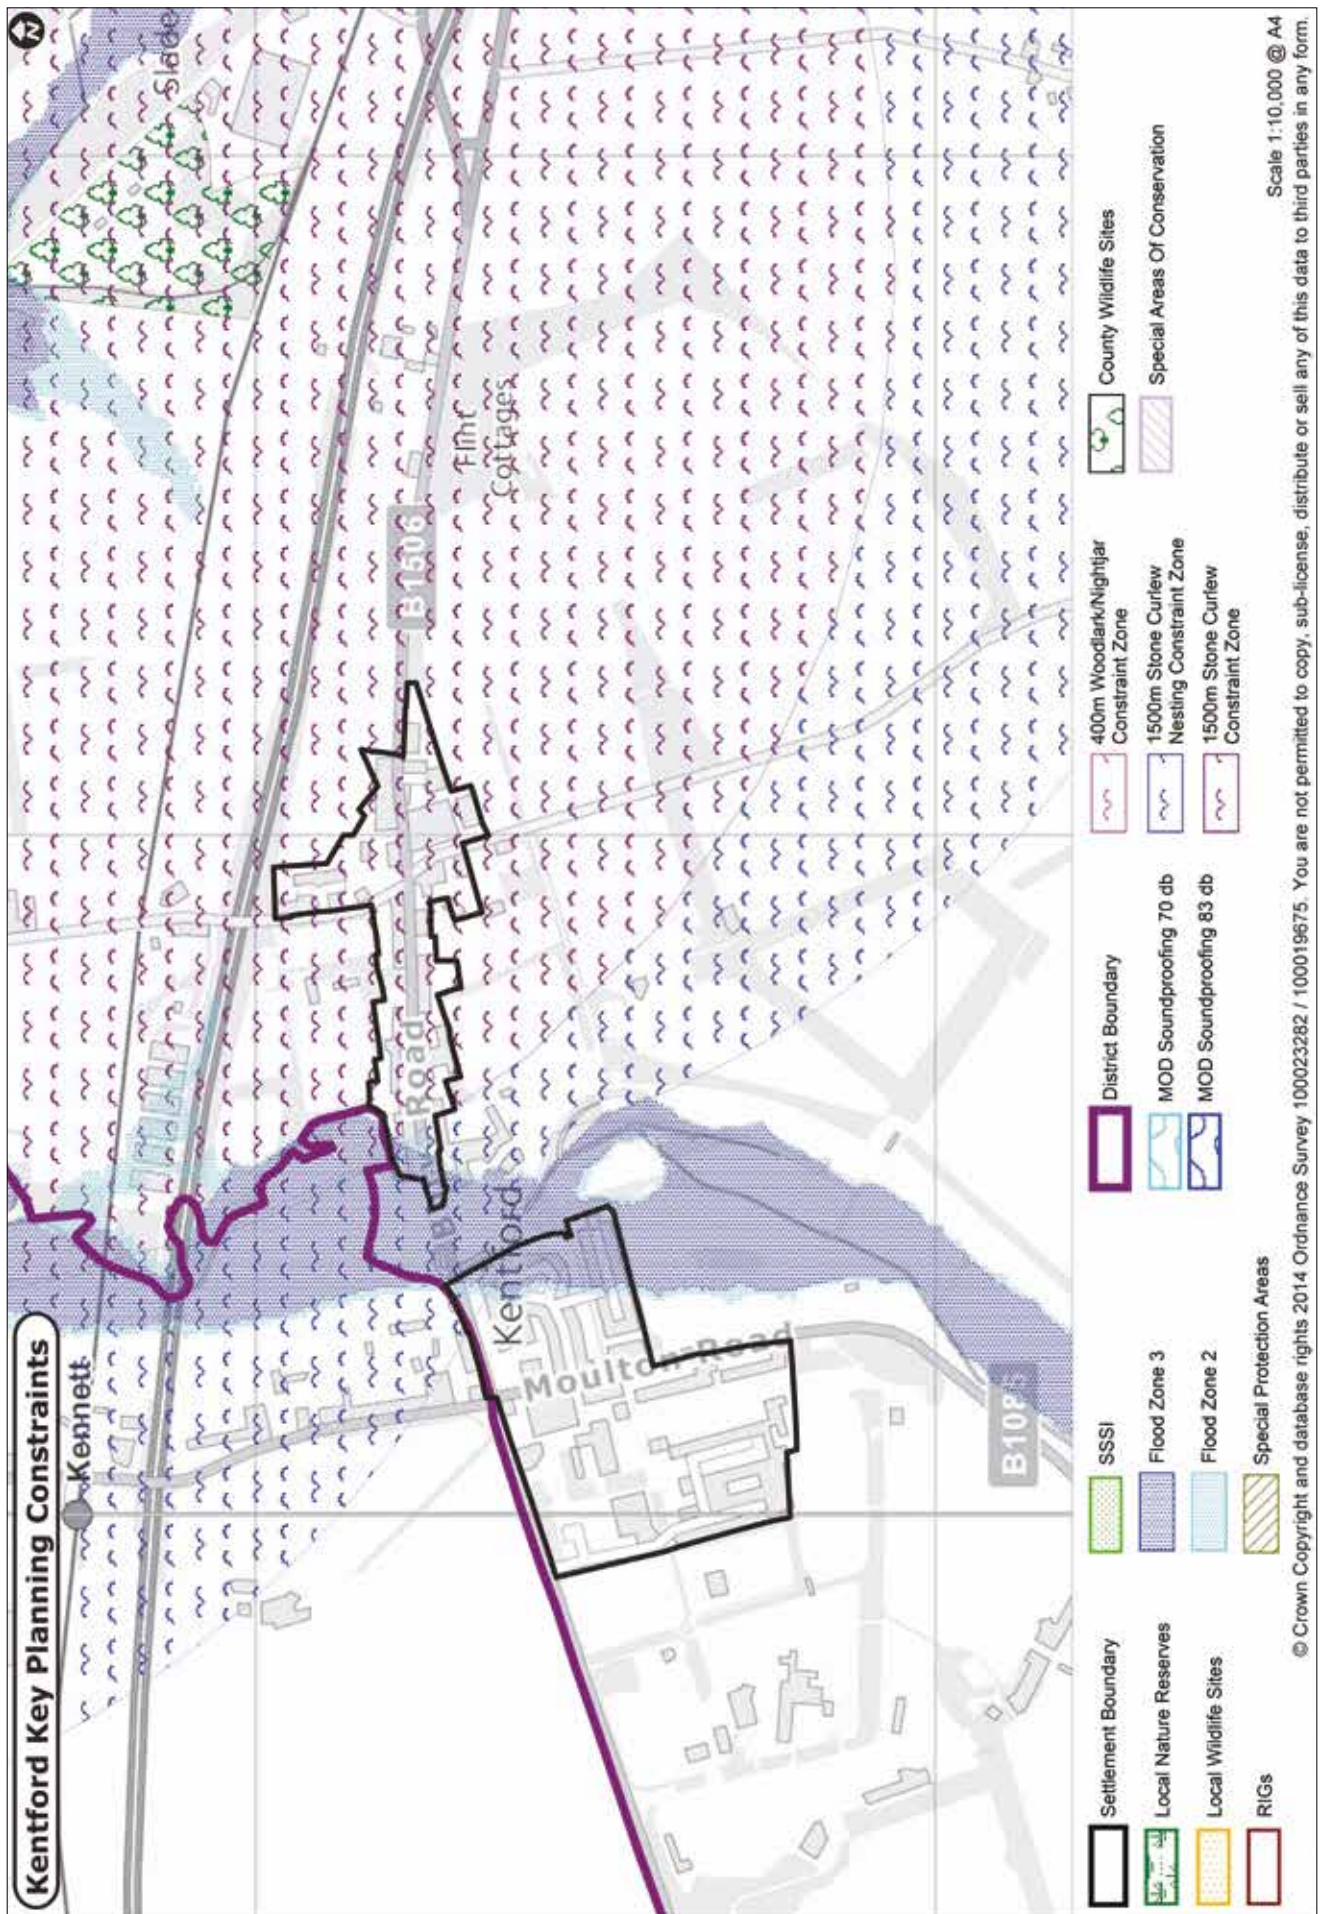 Kentford Key Planning Constraints
N
Kennett
Slade
B1506
Flint
Cottages
Road
B
Kentford
Moulton Road
Settlement Boundary
Local Nature Reserves
Local Wildlife Sites
RIGs
SSSI
Flood Zone 3
Flood Zone 2
Special Protection Areas
District Boundary
MOD Soundproofing 70 db
MOD Soundproofing 83 db
400m Woodlark/Nightjar
Constraint Zone
1500m Stone Curlew
Nesting Constraint Zone
1500m Stone Curlew
Constraint Zone
County Wildlife Sites
Special Areas Of Conservation
Scale 1:10,000 @ A4
© Crown Copyright and database rights 2014 Ordnance Survey 100023282 / 100019675. You are not permitted to copy, sub-license, distribute or sell any of this data to third parties in any form.